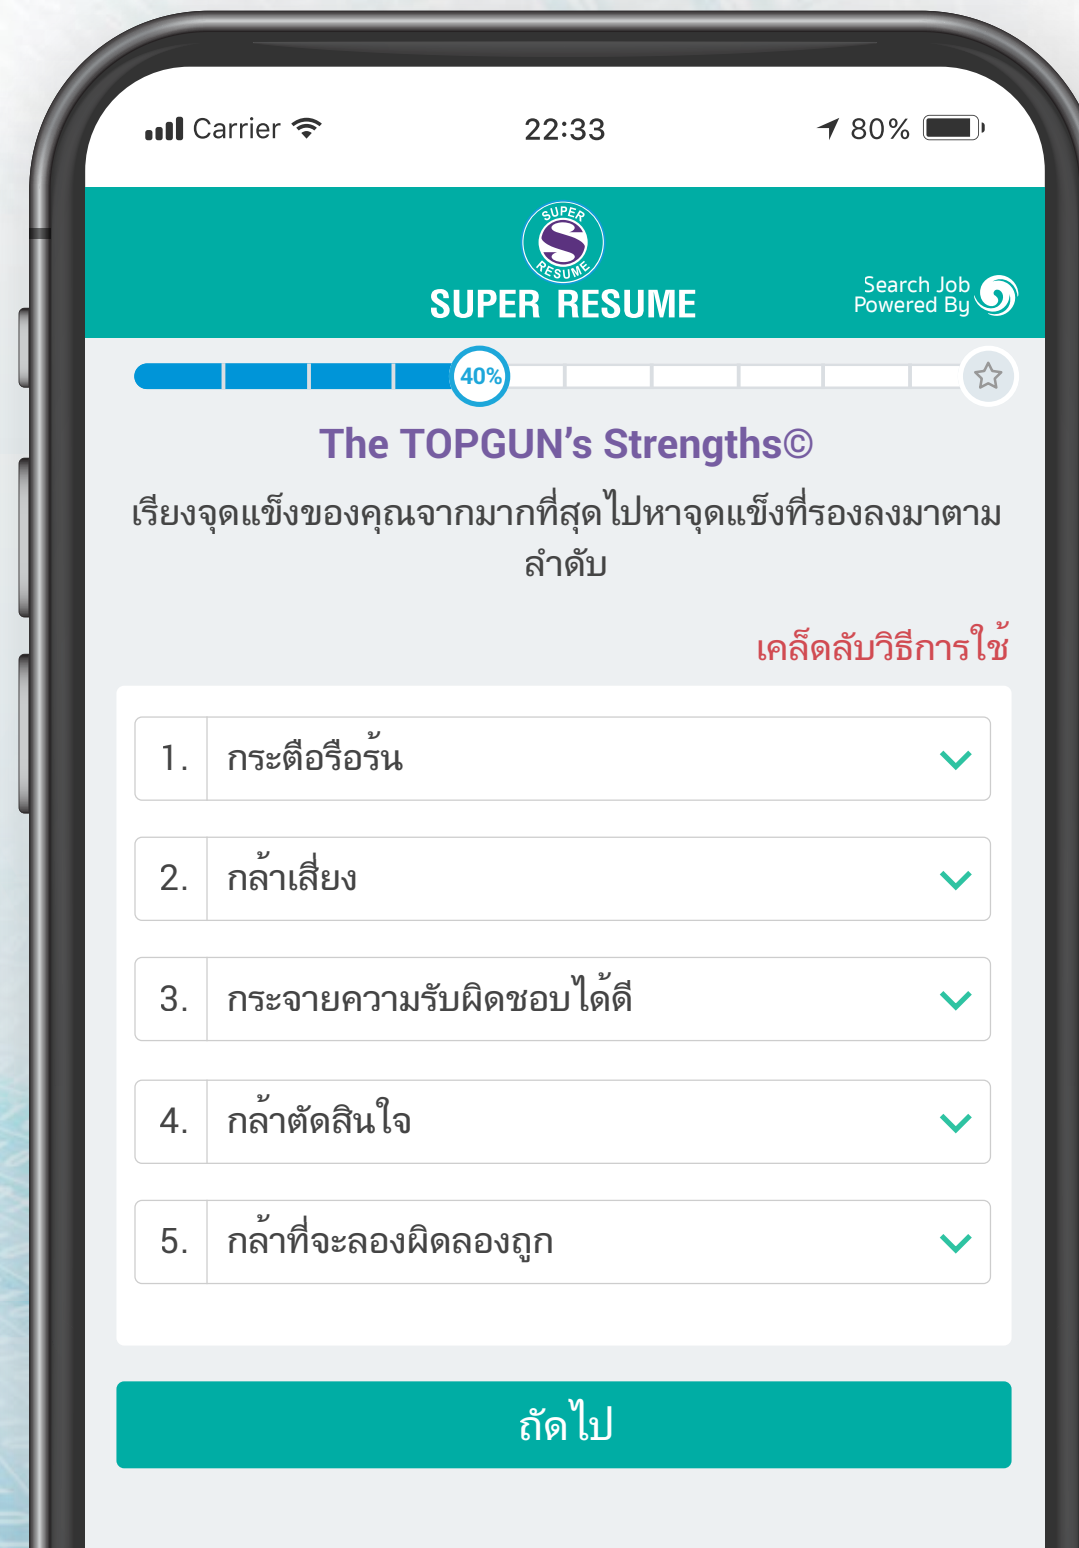 Carrier 22:33 80%
SUPER
RESUME
SUPER RESUME
Search Job
Powered By
40%
The TOPGUN's Strengths©
เรียงจุดแข็งของคุณจากมากที่สุดไปหาจุดแข็งที่รองลงมาตาม
ลำดับ
เคล็ดลับวิธีการใช้
1. กระตือรือร้น
2. กล้าเสี่ยง
3. กระจายความรับผิดชอบได้ดี
4. กล้าตัดสินใจ
5. กล้าที่จะลองผิดลองถูก
ถัดไป